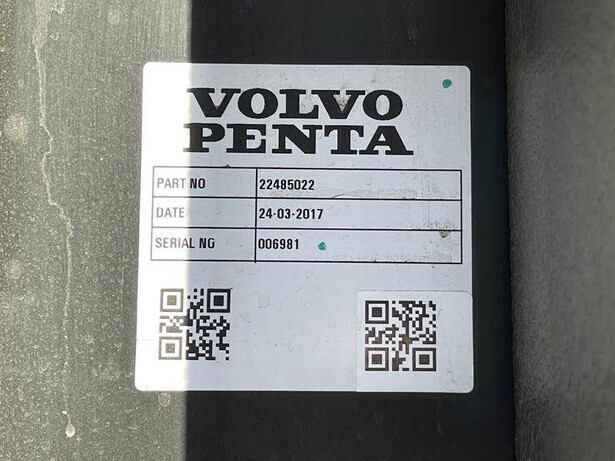 VOLVO
PENTA
PART NO 22485022
DATE 24-03-2017
SERIAL NO 006981